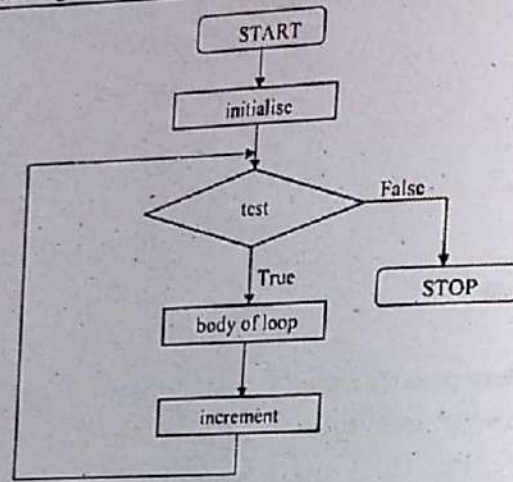 START
initialise
test
False
True
STOP
body of loop
increment